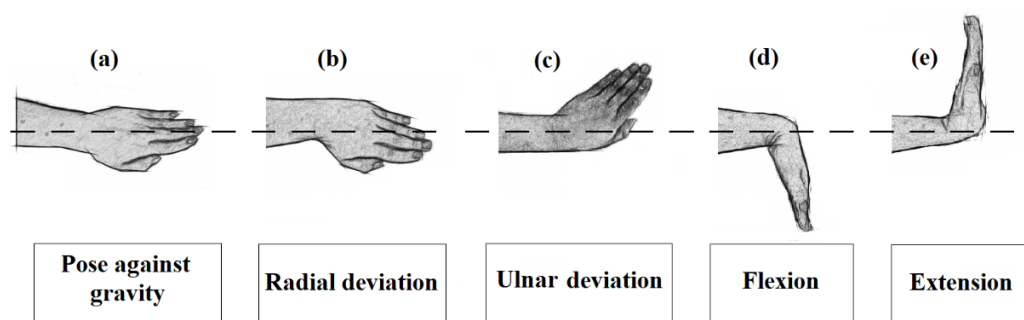 (a)
(b)
(c)
(d)
(e)
Pose against
gravity
Radial deviation
Ulnar deviation
Flexion
Extension